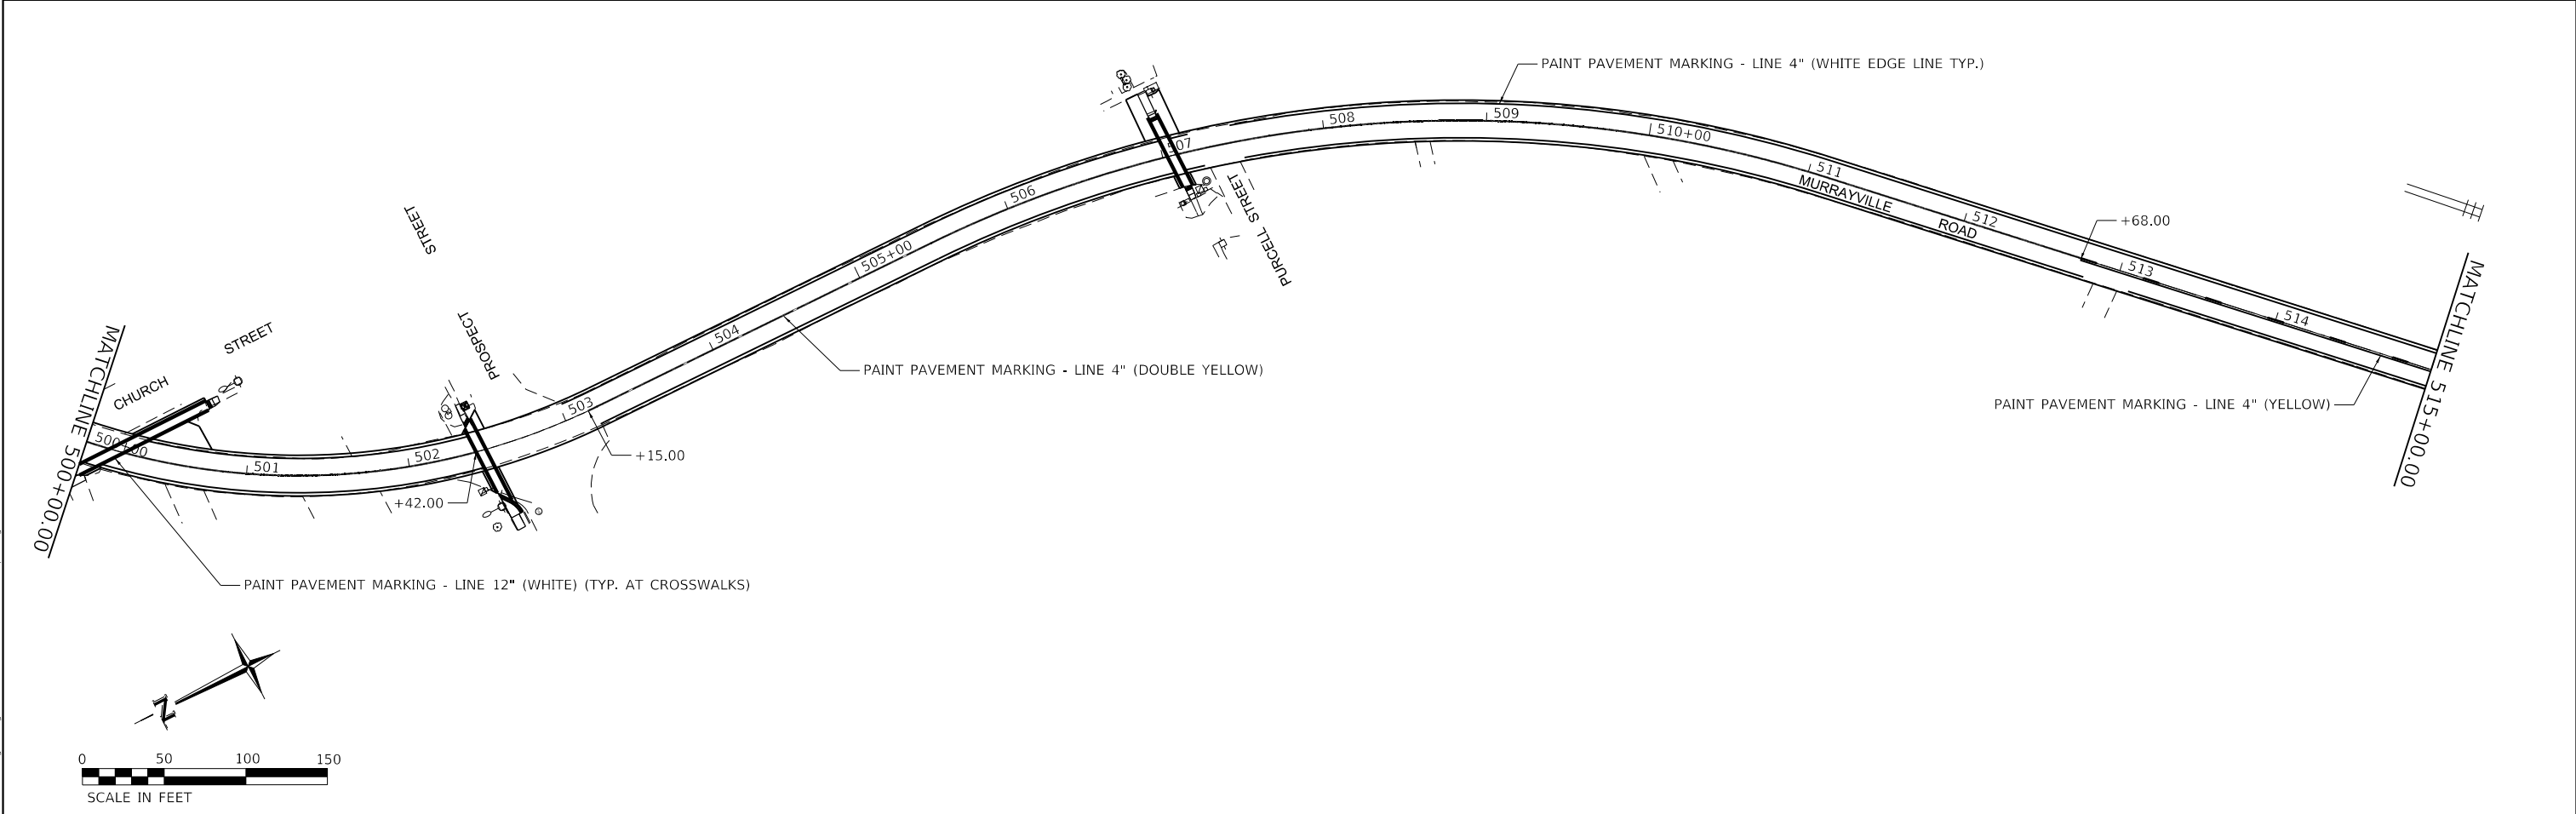 PAINT PAVEMENT MARKING - LINE 4" (WHITE EDGE LINE TYP.)
508
509
510+00
507
511
MURRAYVILLE
ROAD
512
+68.00
513
514
506
505+00
504
503
PURCELL STREET
PROSPECT
STREET
CHURCH
STREET
MATCHLINE 500+00.00
500+00
501
502
+42.00
+15.00
PAINT PAVEMENT MARKING - LINE 4" (DOUBLE YELLOW)
PAINT PAVEMENT MARKING - LINE 4" (YELLOW)
MATCHLINE 515+00.00
PAINT PAVEMENT MARKING - LINE 12" (WHITE) (TYP. AT CROSSWALKS)
N
0 50 100 150
SCALE IN FEET